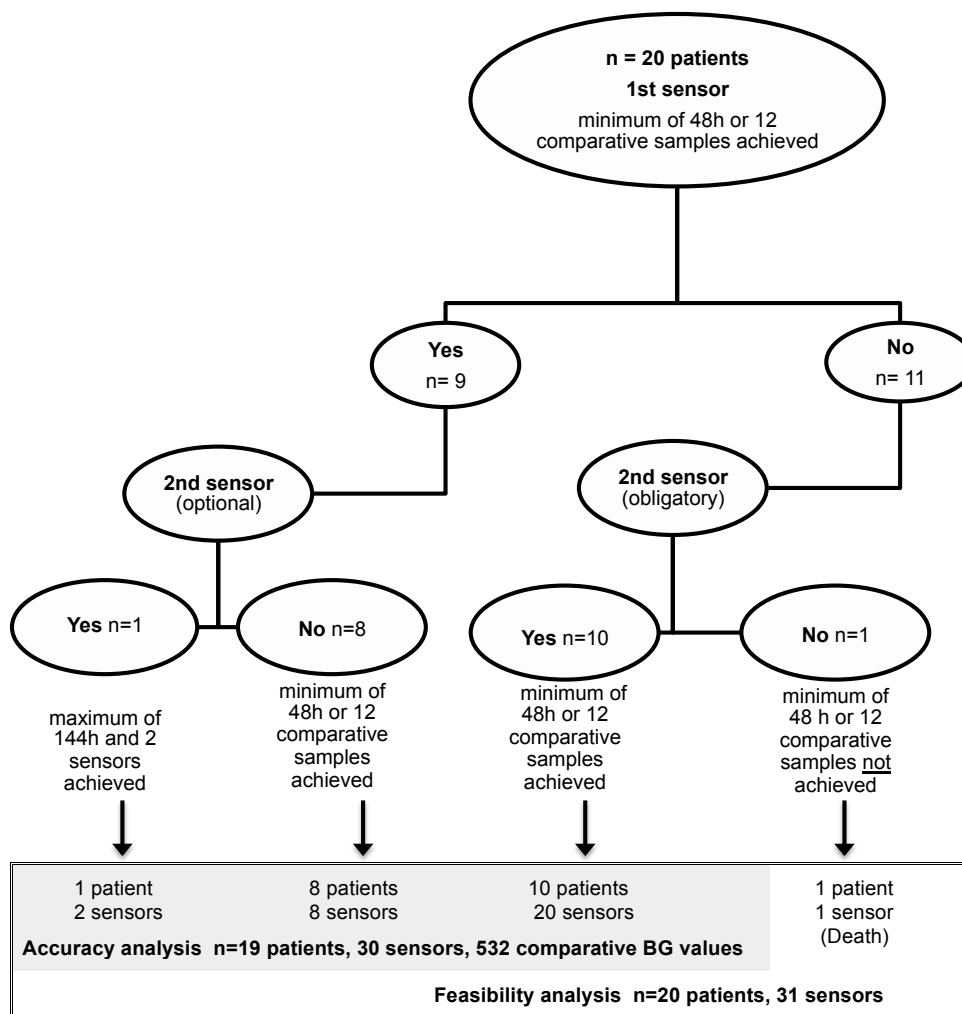 n = 20 patients
1st sensor
minimum of 48h or 12
comparative samples achieved
Yes
n= 9
No
n= 11
2nd sensor
(optional)
2nd sensor
(obligatory)
Yes n=1
No n=8
Yes n=10
No n=1
maximum of
144h and 2
sensors
achieved
minimum of
48h or 12
comparative
samples
achieved
minimum of
48h or 12
comparative
samples
achieved
minimum of
48 h or 12
comparative
samples not
achieved
1 patient
2 sensors
8 patients
8 sensors
10 patients
20 sensors
1 patient
1 sensor
(Death)
Accuracy analysis n=19 patients, 30 sensors, 532 comparative BG values
Feasibility analysis n=20 patients, 31 sensors